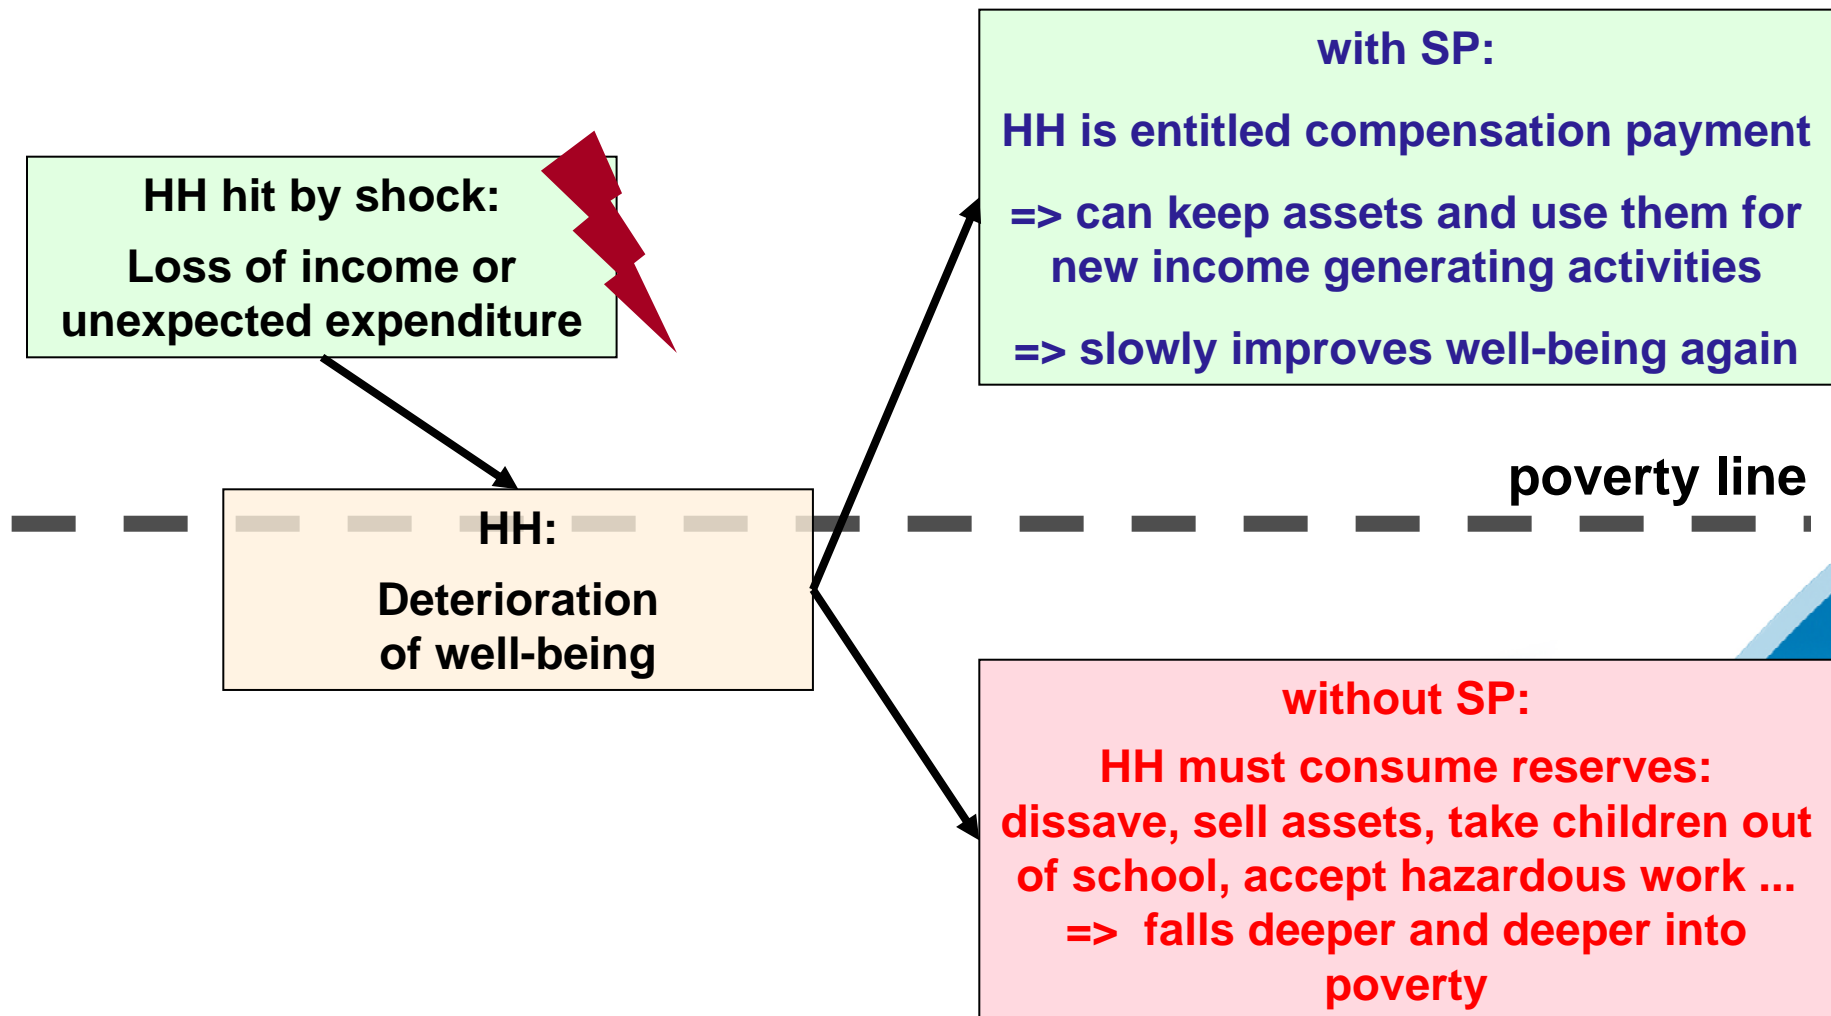 HH hit by shock:
Loss of income or
unexpected expenditure
HH:
Deterioration
of well-being
with SP:
HH is entitled compensation payment
=> can keep assets and use them for
new income generating activities
=> slowly improves well-being again
poverty line
without SP:
HH must consume reserves:
dissave, sell assets, take children out
of school, accept hazardous work ...
=> falls deeper and deeper into
poverty